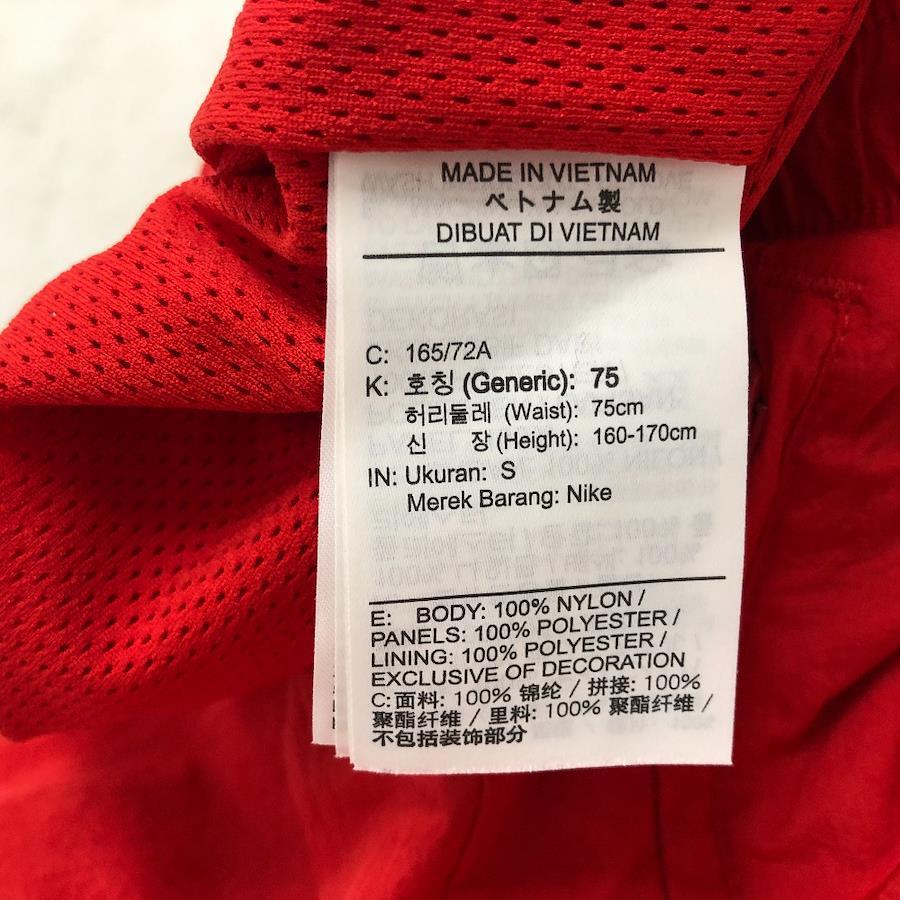 MADE IN VIETNAM
ベトナム製
DIBUAT DI VIETNAM
C: 165/72A
K: 호칭 (Generic): 75
허리둘레 (Waist): 75cm
신 장 (Height): 160-170cm
IN: Ukuran: S
Merek Barang: Nike
E: BODY: 100% NYLON /
PANELS: 100% POLYESTER /
LINING: 100% POLYESTER /
EXCLUSIVE OF DECORATION
C:面料: 100% 锦纶 / 拼接: 100%
聚酯纤维 / 里料: 100% 聚酯纤维 /
不包括装饰部分